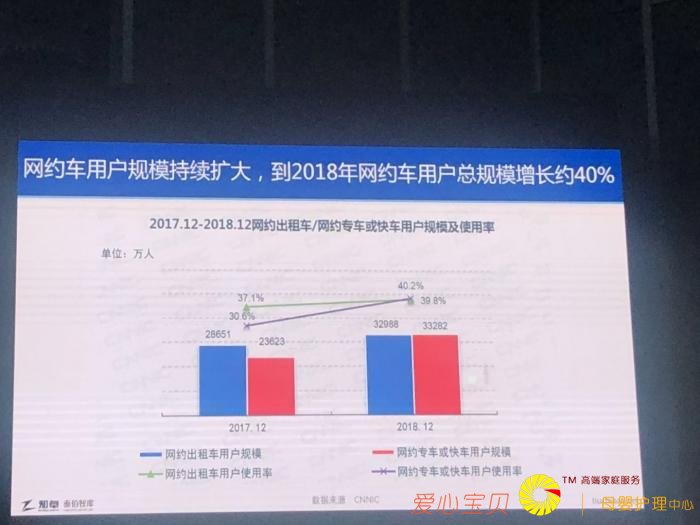 网约车用户规模持续扩大，到2018年网约车用户总规模增长约40%
2017.12-2018.12网约出租车/网约专车或快车用户规模及使用率
单位：万人
40.2%
37.1%
39.8%
30.6%
28651
23623
32988
33282
2017.12
2018.12
网约出租车用户规模
网约专车或快车用户规模
网约出租车用户使用率
网约专车或快车用户使用率
泰伯智库
数据来源 CNNIC
爱心宝贝
TM 高端家庭服务
母婴护理中心